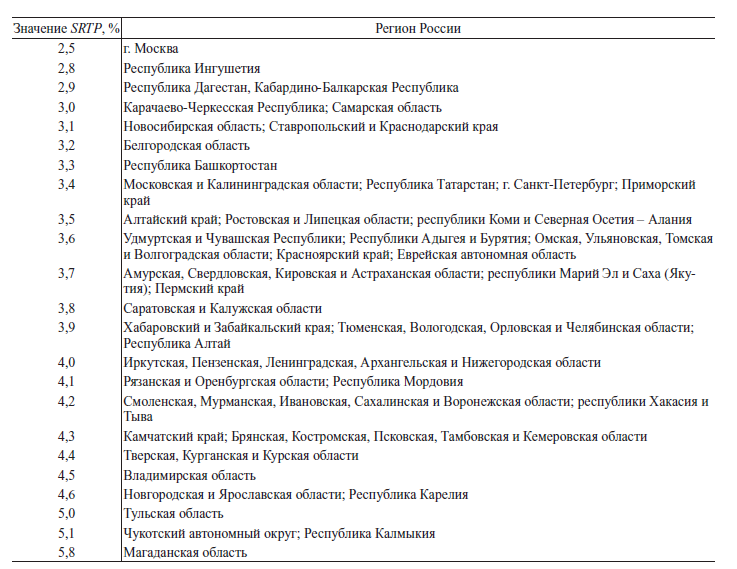 Значение SRTP, % Регион России
2,5 г. Москва
2,8 Республика Ингушетия
2,9 Республика Дагестан, Кабардино-Балкарская Республика
3,0 Карачаево-Черкесская Республика; Самарская область
3,1 Новосибирская область; Ставропольский и Краснодарский края
3,2 Белгородская область
3,3 Республика Башкортостан
3,4 Московская и Калининградская области; Республика Татарстан; г. Санкт-Петербург; Приморский
край
3,5 Алтайский край; Ростовская и Липецкая области; республики Коми и Северная Осетия – Алания
3,6 Удмуртская и Чувашская Республики; Республики Адыгея и Бурятия; Омская, Ульяновская, Томская
и Волгоградская области; Красноярский край; Еврейская автономная область
3,7 Амурская, Свердловская, Кировская и Астраханская области; республики Марий Эл и Саха (Яку-
тия); Пермский край
3,8 Саратовская и Калужская области
3,9 Хабаровский и Забайкальский края; Тюменская, Вологодская, Орловская и Челябинская области;
Республика Алтай
4,0 Иркутская, Пензенская, Ленинградская, Архангельская и Нижегородская области
4,1 Рязанская и Оренбургская области; Республика Мордовия
4,2 Смоленская, Мурманская, Ивановская, Сахалинская и Воронежская области; республики Хакасия и
Тыва
4,3 Камчатский край; Брянская, Костромская, Псковская, Тамбовская и Кемеровская области
4,4 Тверская, Курганская и Курская области
4,5 Владимирская область
4,6 Новгородская и Ярославская области; Республика Карелия
5,0 Тульская область
5,1 Чукотский автономный округ; Республика Калмыкия
5,8 Магаданская область